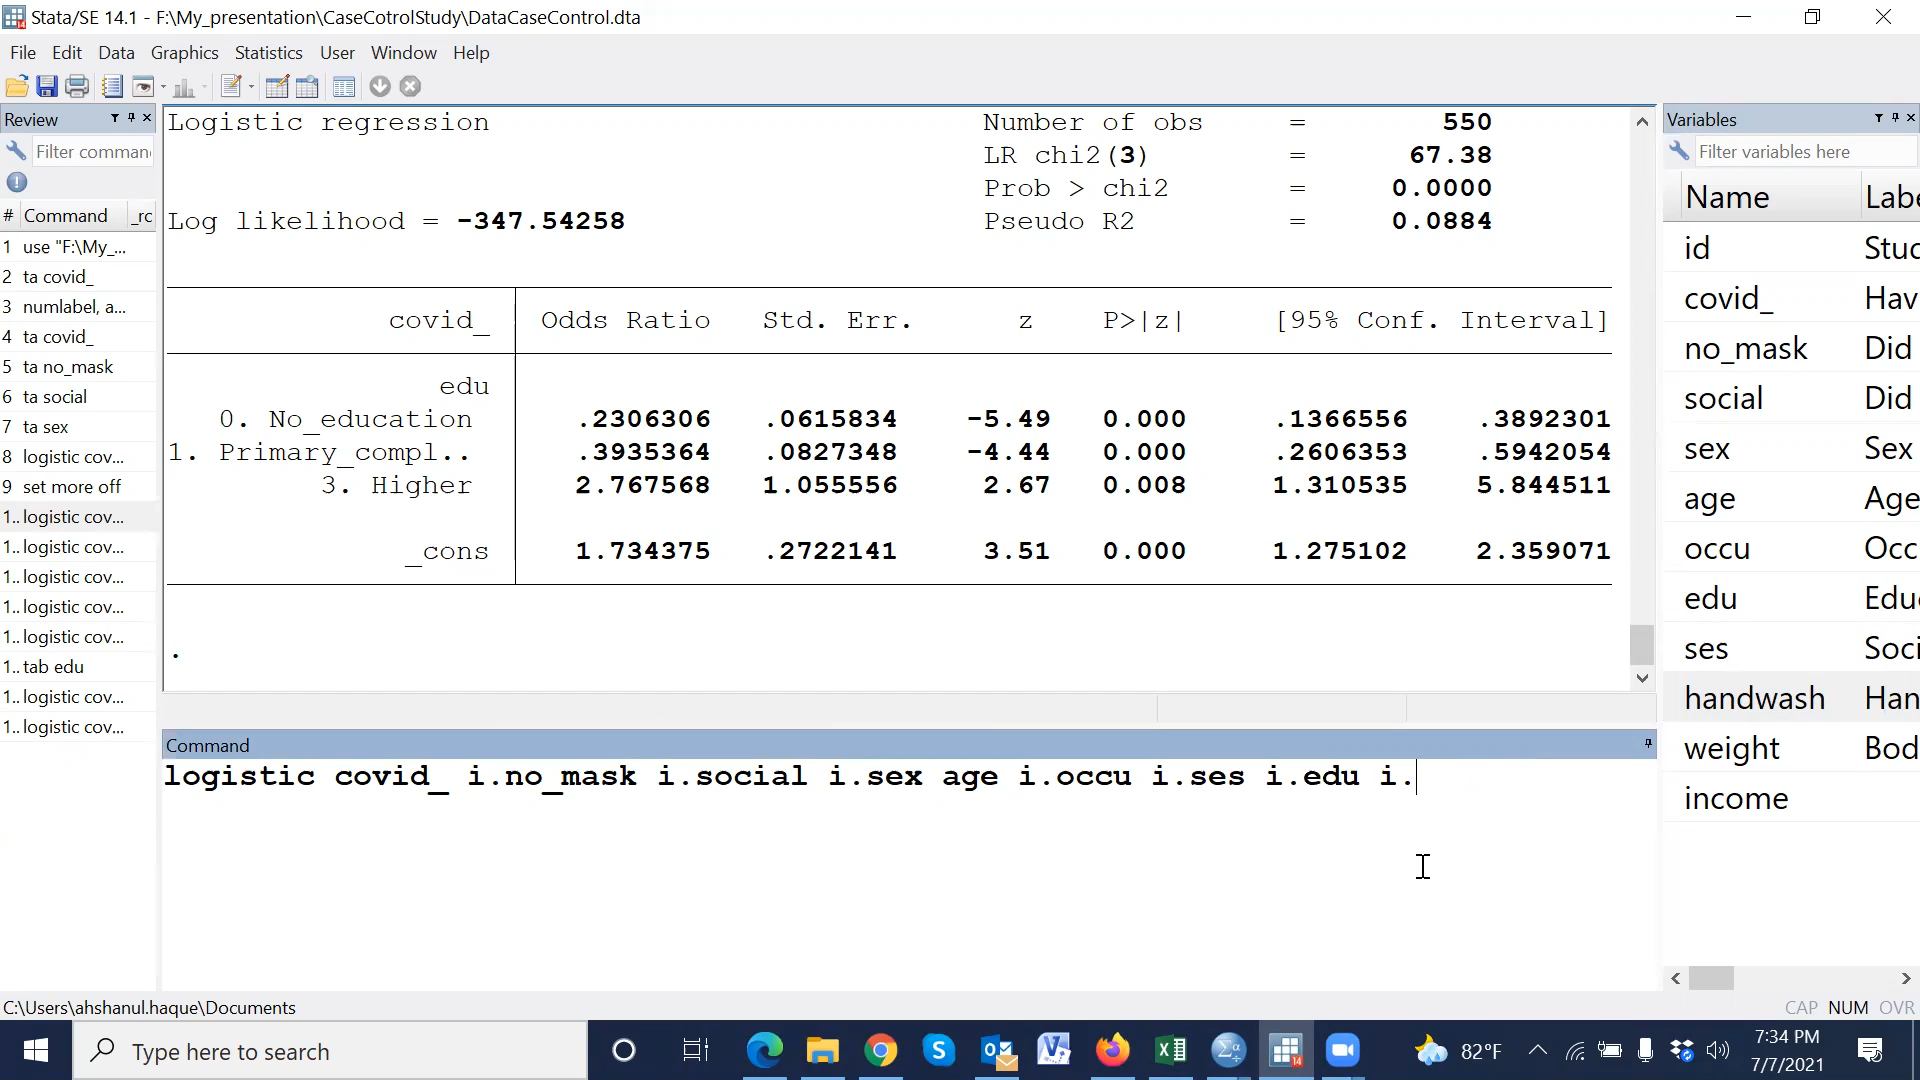 Stata/SE 14.1 - F:\My_presentation\CaseCotrolStudy\DataCaseControl.dta
File Edit Data Graphics Statistics User Window Help
Review
Filter comman
# Command _rc
1 use "F:\My_...
2 ta covid_
3 numlabel, a...
4 ta covid_
5 ta no_mask
6 ta social
7 ta sex
8 logistic cov...
9 set more off
1.. logistic cov...
1.. logistic cov...
1.. logistic cov...
1.. logistic cov...
1.. logistic cov...
1.. tab edu
1.. logistic cov...
1.. logistic cov...
Logistic regression Number of obs = 550
LR chi2(3) = 67.38
Prob > chi2 = 0.0000
Log likelihood = -347.54258 Pseudo R2 = 0.0884
covid_ Odds Ratio Std. Err. z P>|z| [95% Conf. Interval]
edu
0. No_education .2306306 .0615834 -5.49 0.000 .1366556 .3892301
1. Primary_compl.. .3935364 .0827348 -4.44 0.000 .2606353 .5942054
3. Higher 2.767568 1.055556 2.67 0.008 1.310535 5.844511
_cons 1.734375 .2722141 3.51 0.000 1.275102 2.359071
.
Command
logistic covid_ i.no_mask i.social i.sex age i.occu i.ses i.edu i.
Variables
Filter variables here
Name Labe
id Stud
covid_ Hav
no_mask Did
social Did
sex Sex
age Age
occu Occ
edu Educ
ses Soci
handwash Han
weight Bod
income
C:\Users\ahshanul.haque\Documents
CAP NUM OVR
Type here to search
82°F
7:34 PM
7/7/2021